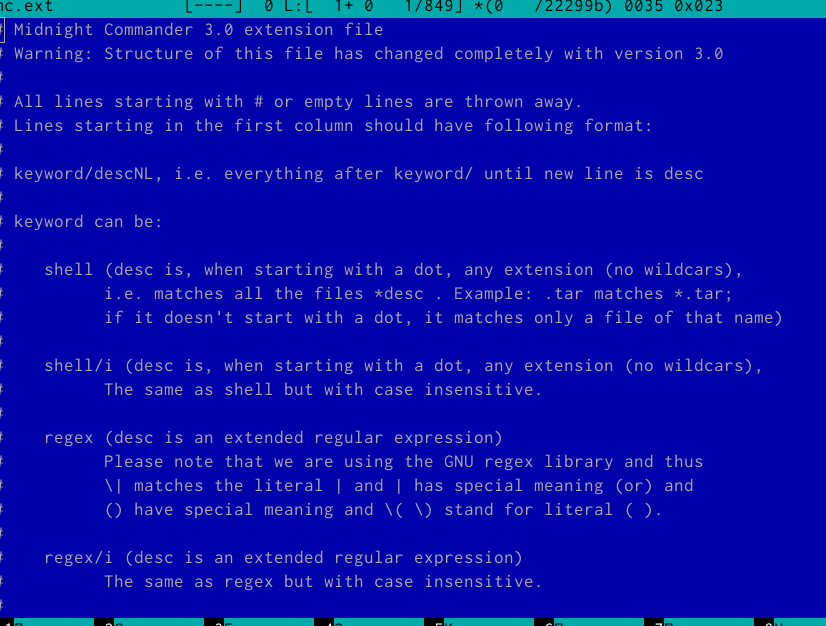 nc.ext [----] 0 L:[ 1+ 0 1/849] *(0 /22299b) 0035 0x023
# Midnight Commander 3.0 extension file
# Warning: Structure of this file has changed completely with version 3.0
#
# All lines starting with # or empty lines are thrown away.
# Lines starting in the first column should have following format:
#
# keyword/descNL, i.e. everything after keyword/ until new line is desc
#
# keyword can be:
#
#    shell (desc is, when starting with a dot, any extension (no wildcars),
#          i.e. matches all the files *desc . Example: .tar matches *.tar;
#          if it doesn't start with a dot, it matches only a file of that name)
#
#    shell/i (desc is, when starting with a dot, any extension (no wildcars),
#          The same as shell but with case insensitive.
#
#    regex (desc is an extended regular expression)
#          Please note that we are using the GNU regex library and thus
#          \| matches the literal | and | has special meaning (or) and
#          () have special meaning and \( \) stand for literal ( ).
#
#    regex/i (desc is an extended regular expression)
#          The same as regex but with case insensitive.
#